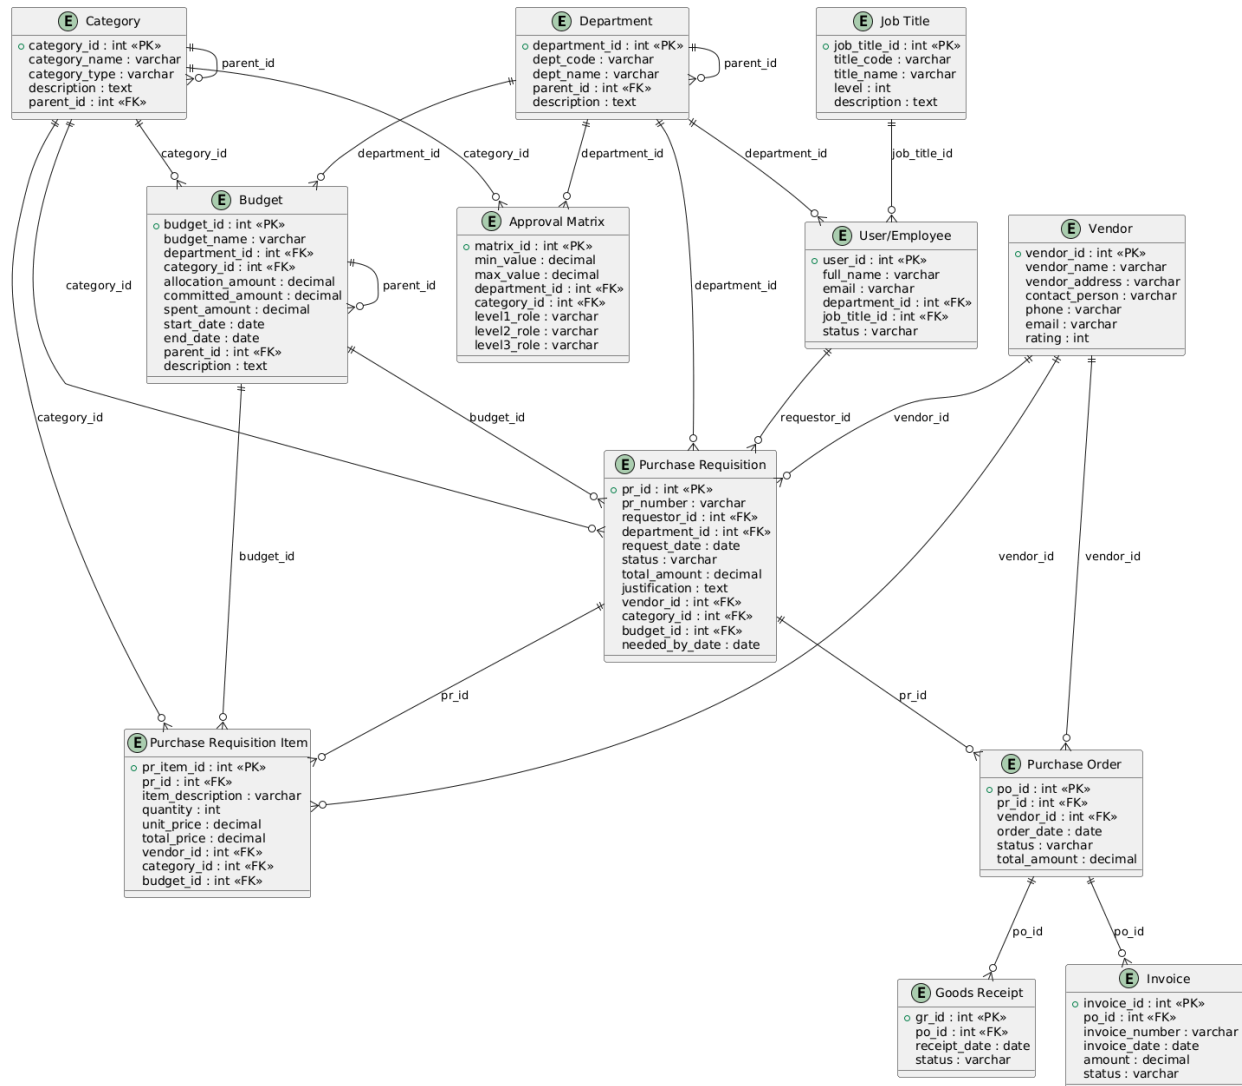 E Category
category_id : int «PK»
category_name : varchar
category_type : varchar
description : text
parent_id : int «FK»
parent_id
E Department
department_id : int «PK»
dept_code : varchar
dept_name : varchar
parent_id : int «FK»
description : text
parent_id
E Job Title
job_title_id : int «PK»
title_code : varchar
title_name : varchar
level : int
description : text
category_id
department_id
category_id
department_id
department_id
job_title_id
E Budget
budget_id : int «PK»
budget_name : varchar
department_id : int «FK»
category_id : int «FK»
allocation_amount : decimal
committed_amount : decimal
spent_amount : decimal
start_date : date
end_date : date
parent_id : int «FK»
description : text
parent_id
E Approval Matrix
matrix_id : int «PK»
min_value : decimal
max_value : decimal
department_id : int «FK»
category_id : int «FK»
level1_role : varchar
level2_role : varchar
level3_role : varchar
E User/Employee
user_id : int «PK»
full_name : varchar
email : varchar
department_id : int «FK»
job_title_id : int «FK»
status : varchar
E Vendor
vendor_id : int «PK»
vendor_name : varchar
vendor_address : varchar
contact_person : varchar
phone : varchar
email : varchar
rating : int
category_id
department_id
category_id
budget_id
requestor_id
vendor_id
E Purchase Requisition
pr_id : int «PK»
pr_number : varchar
requestor_id : int «FK»
department_id : int «FK»
request_date : date
status : varchar
total_amount : decimal
justification : text
vendor_id : int «FK»
category_id : int «FK»
budget_id : int «FK»
needed_by_date : date
budget_id
vendor_id
vendor_id
pr_id
pr_id
E Purchase Requisition Item
pr_item_id : int «PK»
pr_id : int «FK»
item_description : varchar
quantity : int
unit_price : decimal
total_price : decimal
vendor_id : int «FK»
category_id : int «FK»
budget_id : int «FK»
E Purchase Order
po_id : int «PK»
pr_id : int «FK»
vendor_id : int «FK»
order_date : date
status : varchar
total_amount : decimal
po_id
po_id
E Goods Receipt
gr_id : int «PK»
po_id : int «FK»
receipt_date : date
status : varchar
E Invoice
invoice_id : int «PK»
po_id : int «FK»
invoice_number : varchar
invoice_date : date
amount : decimal
status : varchar